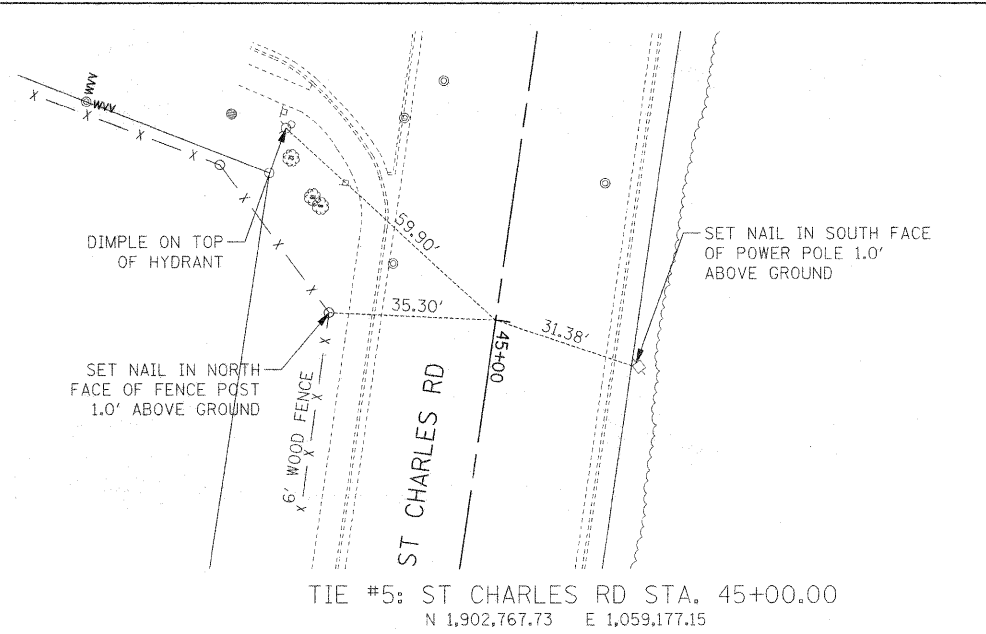 DIMPLE ON TOP
OF HYDRANT
59.90'
SET NAIL IN SOUTH FACE
OF POWER POLE 1.0'
ABOVE GROUND
35.30'
31.38'
45+00
SET NAIL IN NORTH
FACE OF FENCE POST
1.0' ABOVE GROUND
6' WOOD FENCE
ST CHARLES RD
TIE #5: ST CHARLES RD STA. 45+00.00
N 1,902,767.73 E 1,059,177.15